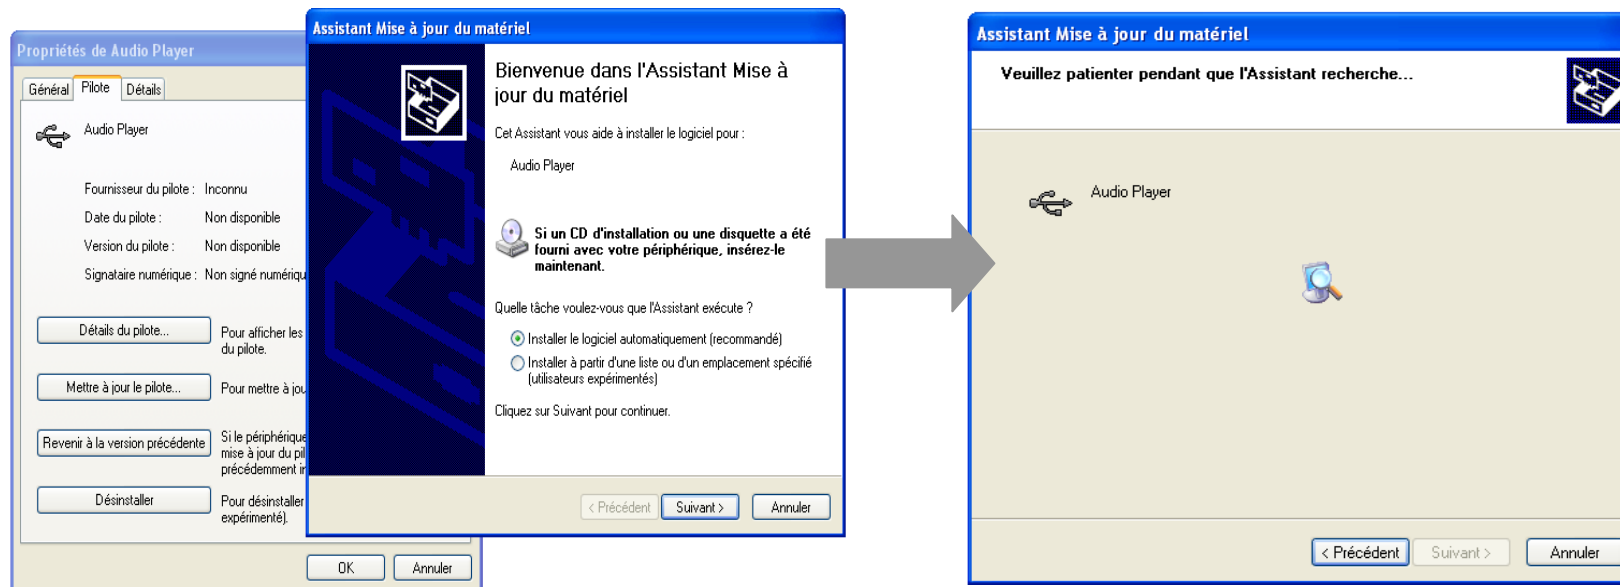 Propriétés de Audio Player
Général Pilote Détails
Audio Player
Fournisseur du pilote : Inconnu
Date du pilote : Non disponible
Version du pilote : Non disponible
Signataire numérique : Non signé
Détails du pilote... Pour afficher les
du pilote.
Mettre à jour le pilote... Pour mettre à
Revenir à la version précédente Si le périphérique
mise à jour du
précédemment
Désinstaller Pour désinstaller
expérimenté).
OK Annuler
Assistant Mise à jour du matériel
Bienvenue dans l'Assistant Mise à
jour du matériel
Cet Assistant vous aide à installer le logiciel pour :
Audio Player
Si un CD d'installation ou une disquette a été
fourni avec votre périphérique, insérez-le
maintenant.
Quelle tâche voulez-vous que l'Assistant exécute ?
Installer le logiciel automatiquement (recommandé)
Installer à partir d'une liste ou d'un emplacement spécifié
(utilisateurs expérimentés)
Cliquez sur Suivant pour continuer.
< Précédent Suivant > Annuler
Assistant Mise à jour du matériel
Veuillez patienter pendant que l'Assistant recherche...
Audio Player
< Précédent Suivant > Annuler